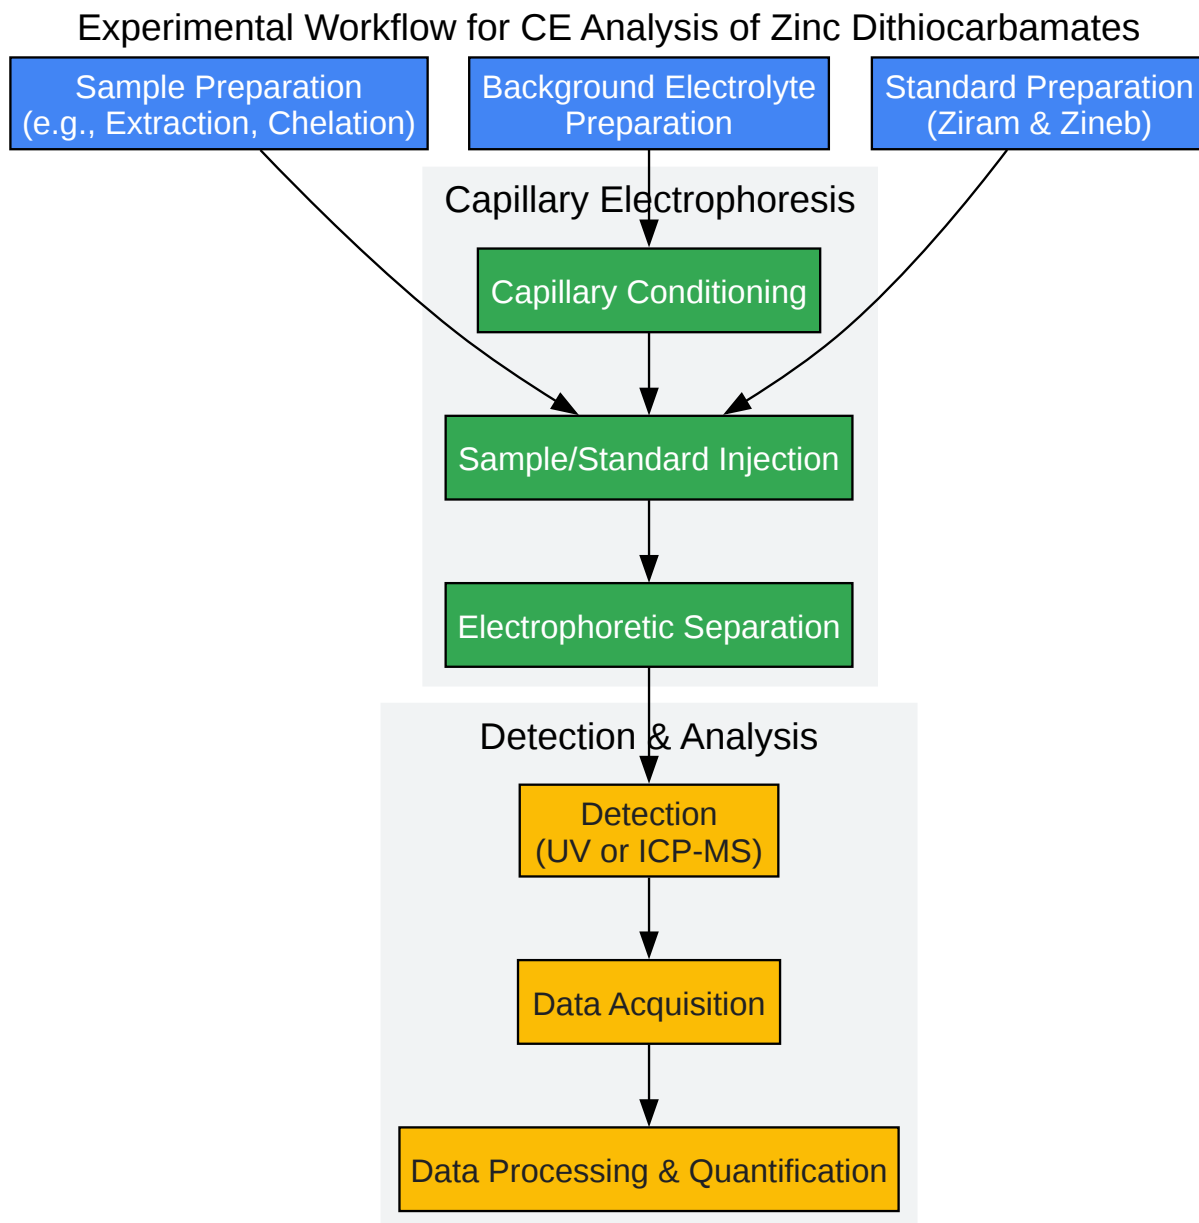 Experimental Workflow for CE Analysis of Zinc Dithiocarbamates
Sample Preparation
(e.g., Extraction, Chelation)
Background Electrolyte
Preparation
Standard Preparation
(Ziram & Zineb)
Capillary Electrophoresis
Capillary Conditioning
Sample/Standard Injection
Electrophoretic Separation
Detection & Analysis
Detection
(UV or ICP-MS)
Data Acquisition
Data Processing & Quantification